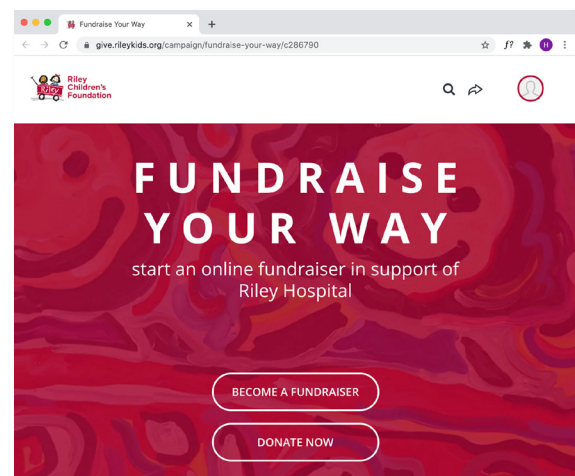 Fundraise Your Way
give.rileykids.org/campaign/fundraise-your-way/c286790
f?
H
Riley
Riley
Children's
Foundation
FUNDRAISE
YOUR WAY
start an online fundraiser in support of
Riley Hospital
BECOME A FUNDRAISER
DONATE NOW